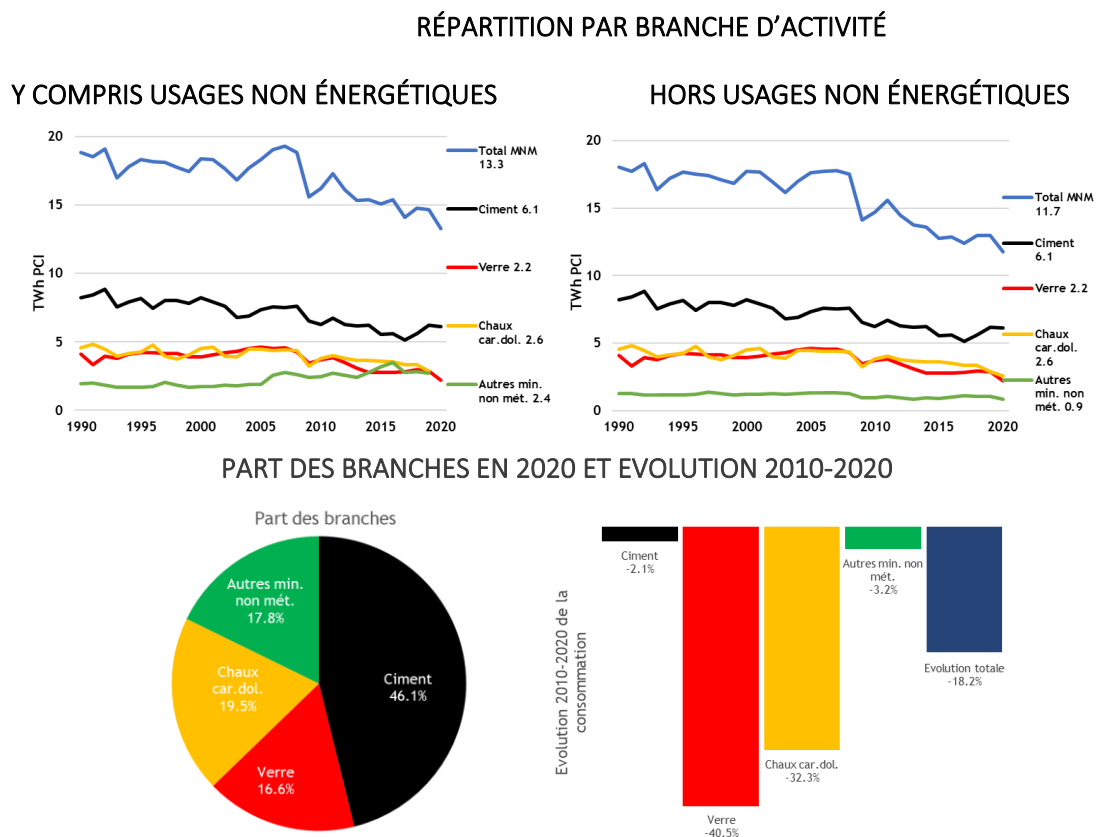 RÉPARTITION PAR BRANCHE D’ACTIVITÉ
Y COMPRIS USAGES NON ÉNERGÉTIQUES
TWh PCI
20
15
10
5
0
1990
1995
2000
2005
2010
2015
2020
Total MNM
13.3
Ciment 6.1
Verre 2.2
Chaux
car.dol. 2.6
Autres min.
non mét. 2.4
HORS USAGES NON ÉNERGÉTIQUES
TWh PCI
20
15
10
5
0
1990
1995
2000
2005
2010
2015
2020
Total MNM
11.7
Ciment
6.1
Verre 2.2
Chaux
car.dol.
2.6
Autres
min. non
mét. 0.9
PART DES BRANCHES EN 2020 ET EVOLUTION 2010-2020
Part des branches
Autres min.
non mét.
17.8%
Chaux
car.dol.
19.5%
Ciment
46.1%
Verre
16.6%
Evolution 2010-2020 de la
consommation
Ciment
-2.1%
Verre
-40.5%
Chaux car.dol.
-32.3%
Autres min. non
mét.
-3.2%
Evolution totale
-18.2%